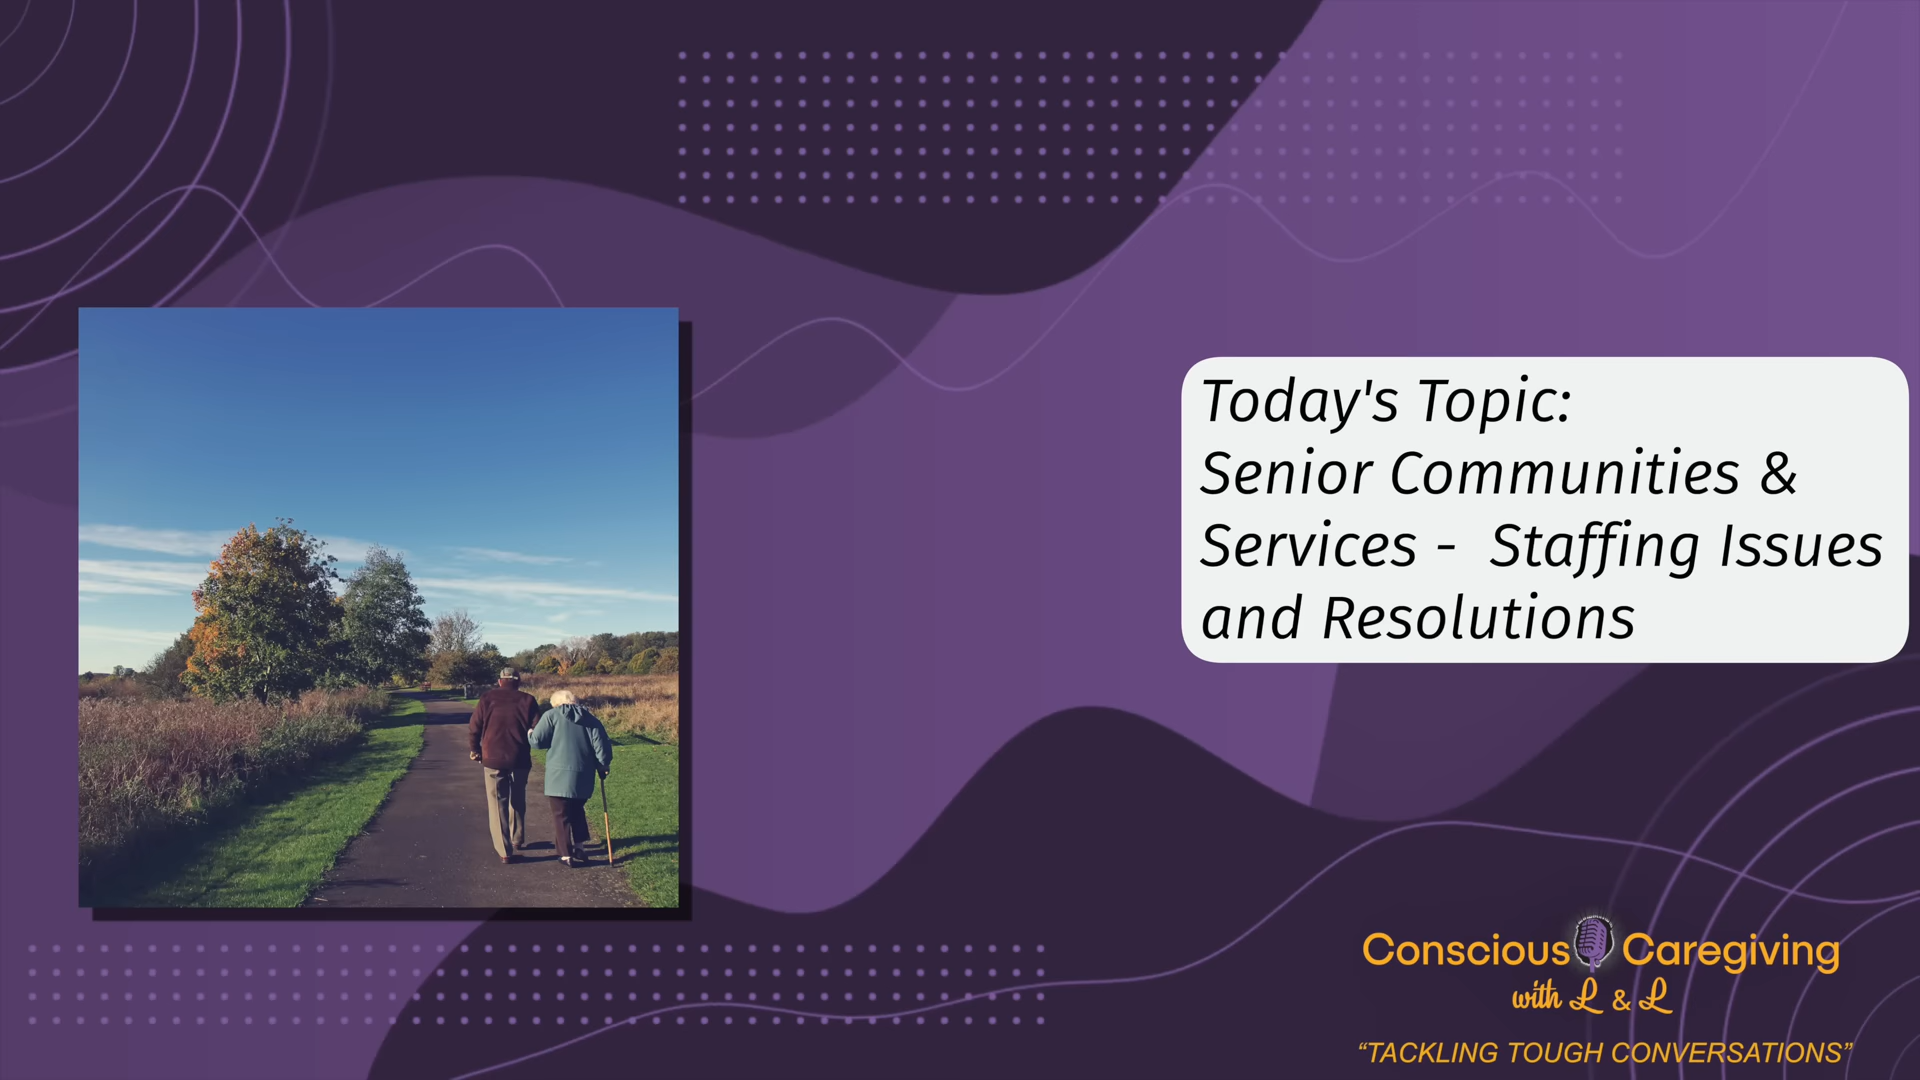 Today's Topic:
Senior Communities &
Services -  Staffing Issues
and Resolutions
Conscious Caregiving
with L & L
“TACKLING TOUGH CONVERSATIONS”